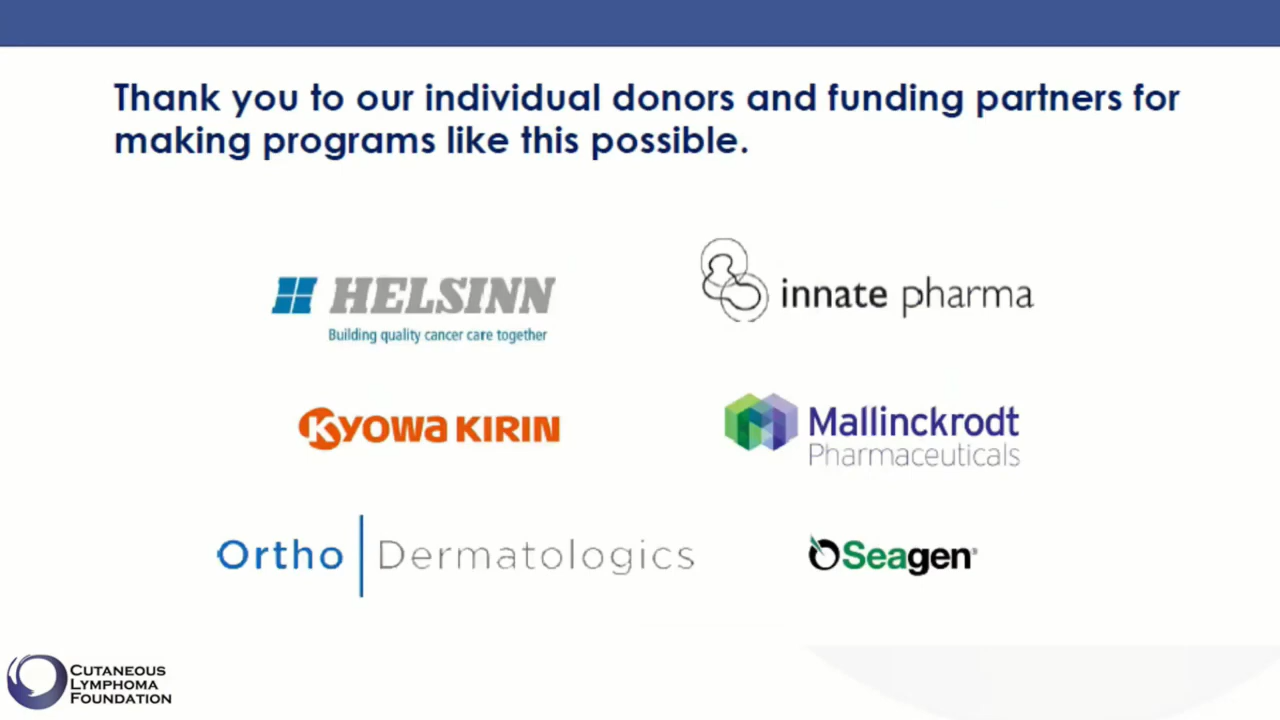 Thank you to our individual donors and funding partners for
making programs like this possible.
HELSINN
Building quality cancer care together
innate pharma
KYOWA KIRIN
Mallinckrodt
Pharmaceuticals
Ortho Dermatologics
Seagen®
CUTANEOUS
LYMPHOMA
FOUNDATION